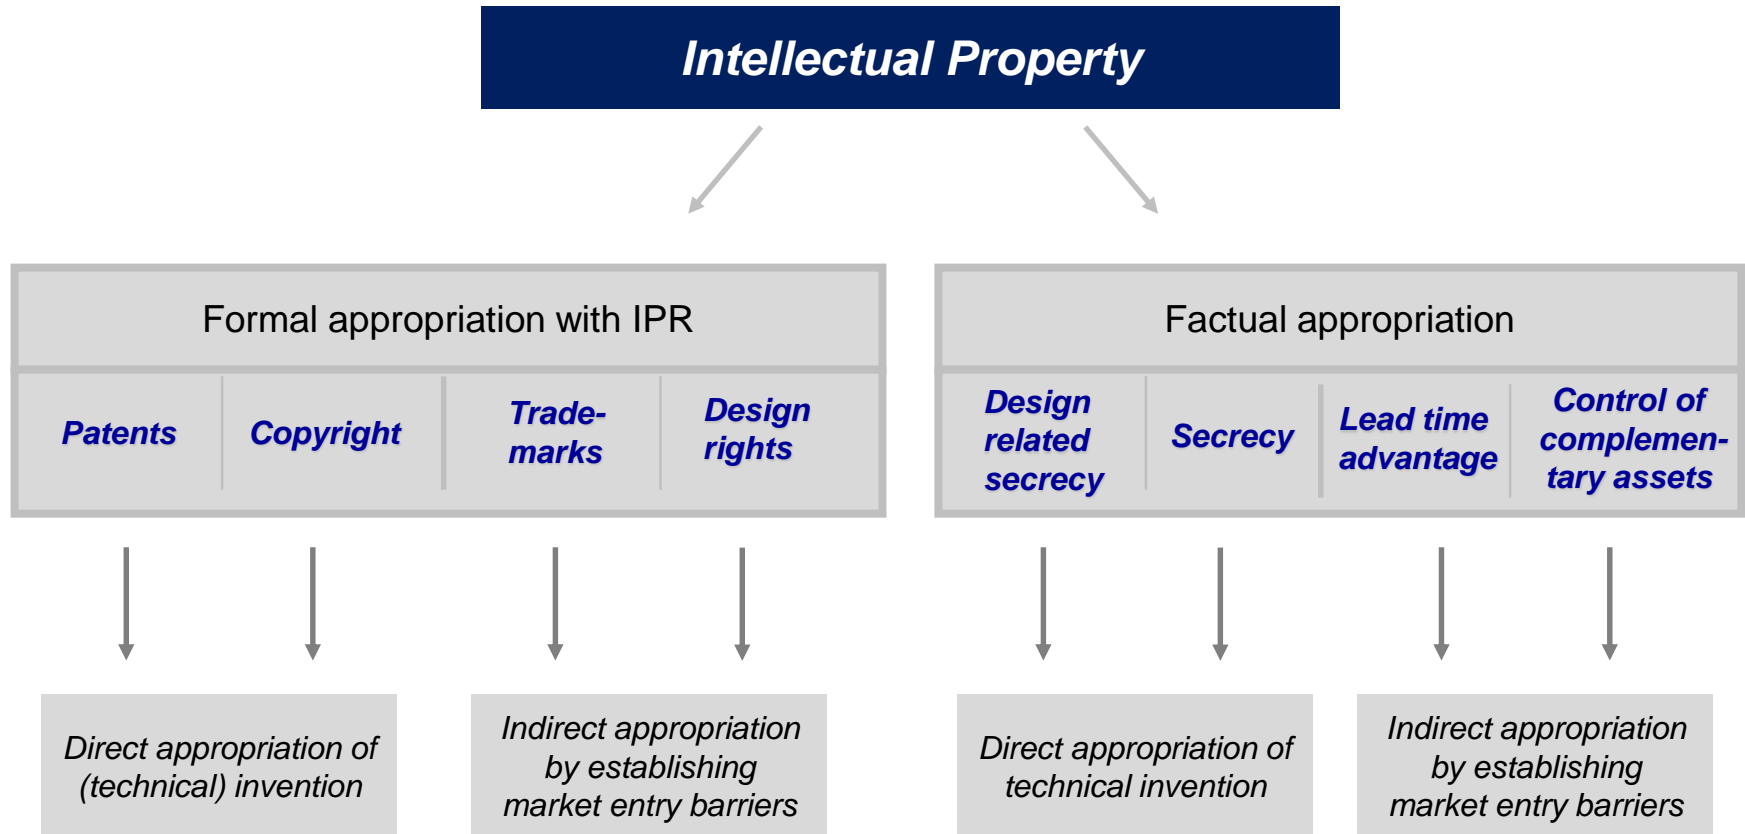 Intellectual Property
Formal appropriation with IPR
Patents
Copyright
Trade-
marks
Design
rights
Factual appropriation
Design
related
secrecy
Secrecy
Lead time
advantage
Control of
complemen-
tary assets
Direct appropriation of
(technical) invention
Indirect appropriation
by establishing
market entry barriers
Direct appropriation of
technical invention
Indirect appropriation
by establishing
market entry barriers